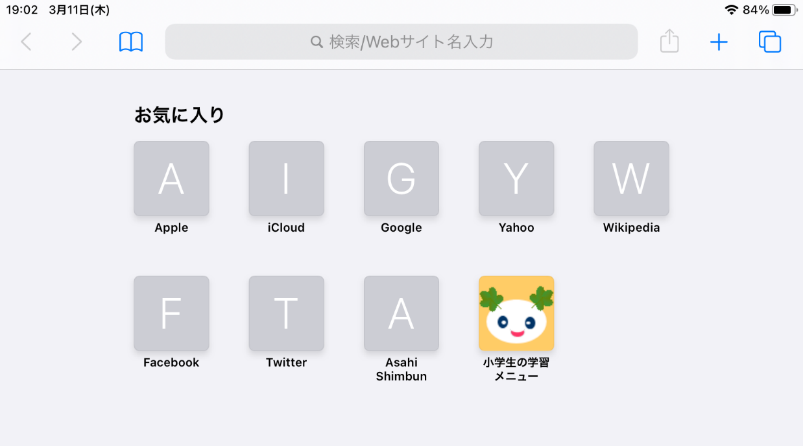 19:02 3月11日(木) 84%
検索/Webサイト名入力
お気に入り
A I G Y W
Apple iCloud Google Yahoo Wikipedia
F T A
Facebook Twitter Asahi Shimbun 小学生の学習メニュー